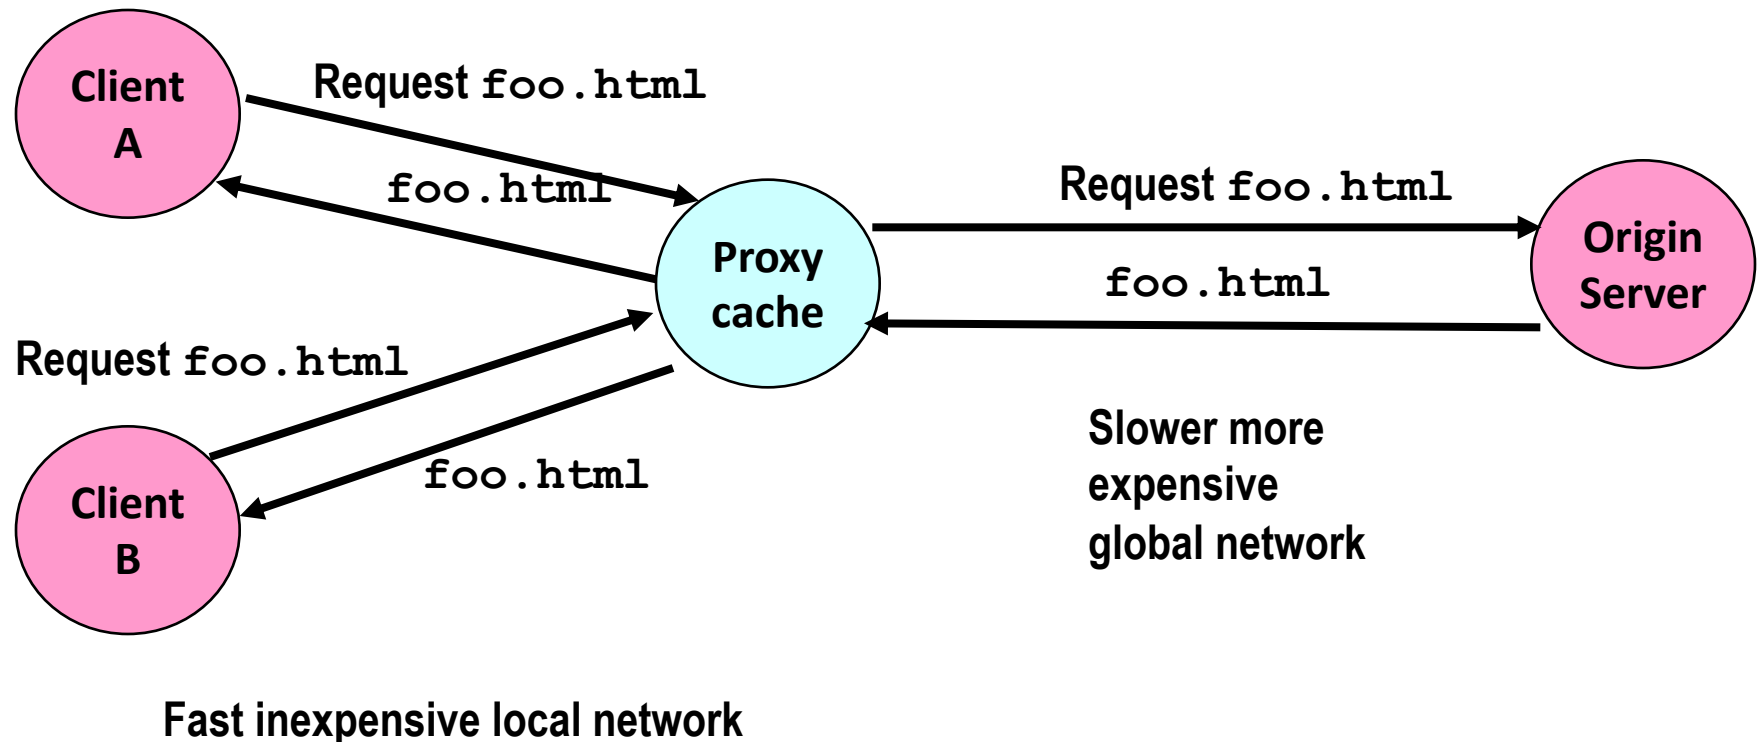 Client
A
Request foo.html
foo.html
Request foo.html
foo.html
Proxy
cache
Request foo.html
foo.html
Origin
Server
Client
B
Slower more
expensive
global network
Fast inexpensive local network